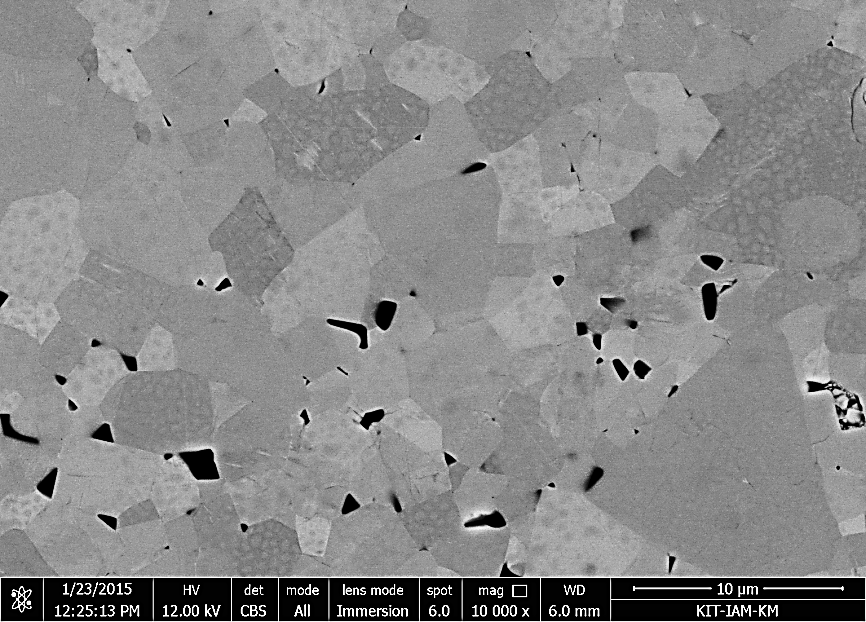 1/23/2015 HV det mode lens mode spot mag WD 10 µm
12:25:13 PM 12.00 kV CBS All Immersion 6.0 10 000 x 6.0 mm KIT-IAM-KM